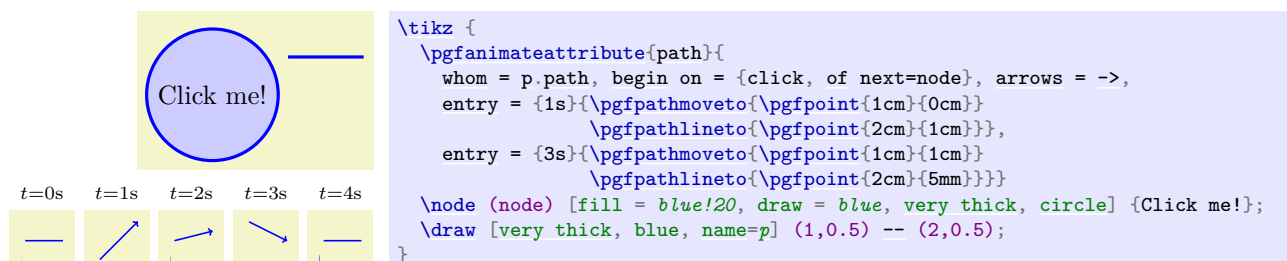 Click me!
t=0s t=1s t=2s t=3s t=4s
\tikz {
  \pgfanimateattribute{path}{
    whom = p.path, begin on = {click, of next=node}, arrows = ->,
    entry = {1s}{\pgfpathmoveto{\pgfpoint{1cm}{0cm}}
                 \pgfpathlineto{\pgfpoint{2cm}{1cm}}},
    entry = {3s}{\pgfpathmoveto{\pgfpoint{1cm}{1cm}}
                 \pgfpathlineto{\pgfpoint{2cm}{5mm}}}}
  \node (node) [fill = blue!20, draw = blue, very thick, circle] {Click me!};
  \draw [very thick, blue, name=p] (1,0.5) -- (2,0.5);
}